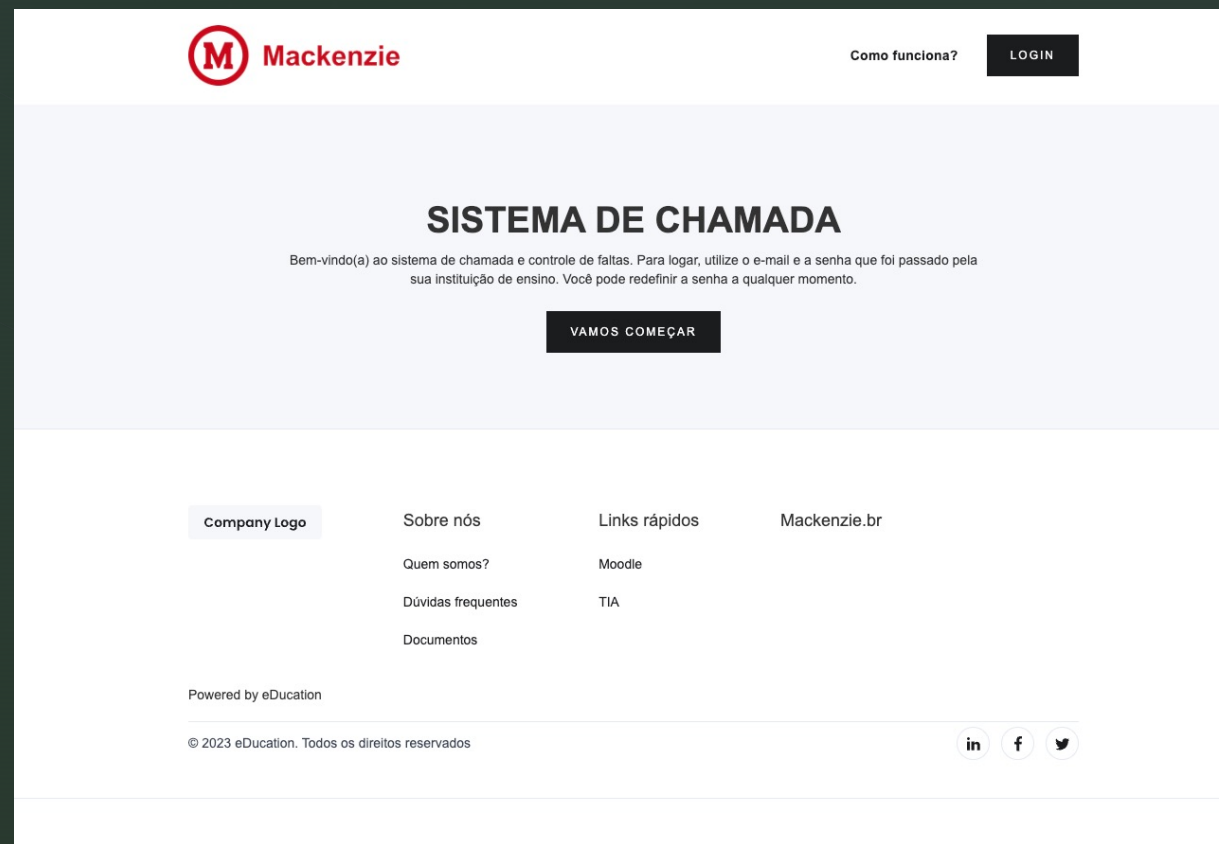 M Mackenzie
Como funciona?
LOGIN
SISTEMA DE CHAMADA
Bem-vindo(a) ao sistema de chamada e controle de faltas. Para logar, utilize o e-mail e a senha que foi passado pela
sua instituição de ensino. Você pode redefinir a senha a qualquer momento.
VAMOS COMEÇAR
Company Logo
Sobre nós
Quem somos?
Dúvidas frequentes
Documentos
Links rápidos
Moodle
TIA
Mackenzie.br
Powered by eDucation
© 2023 eDucation. Todos os direitos reservados
in f